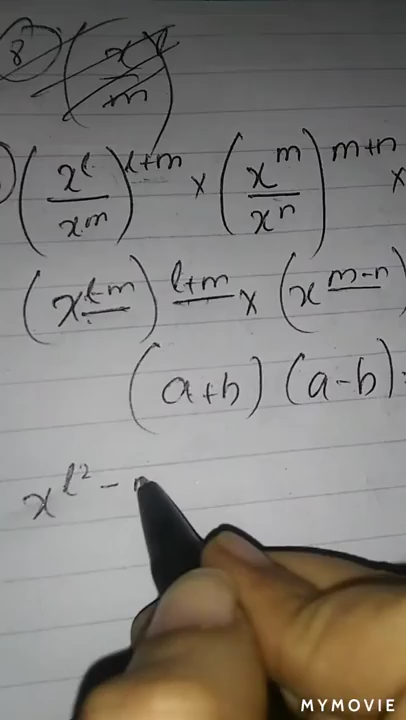 8
(x^l/x^m)^l+m × (x^m/x^n)^m+n ×
(x^l-m)^l+m × (x^m-n)
(a+b) (a-b) =
x^l² -
MYMOVIE